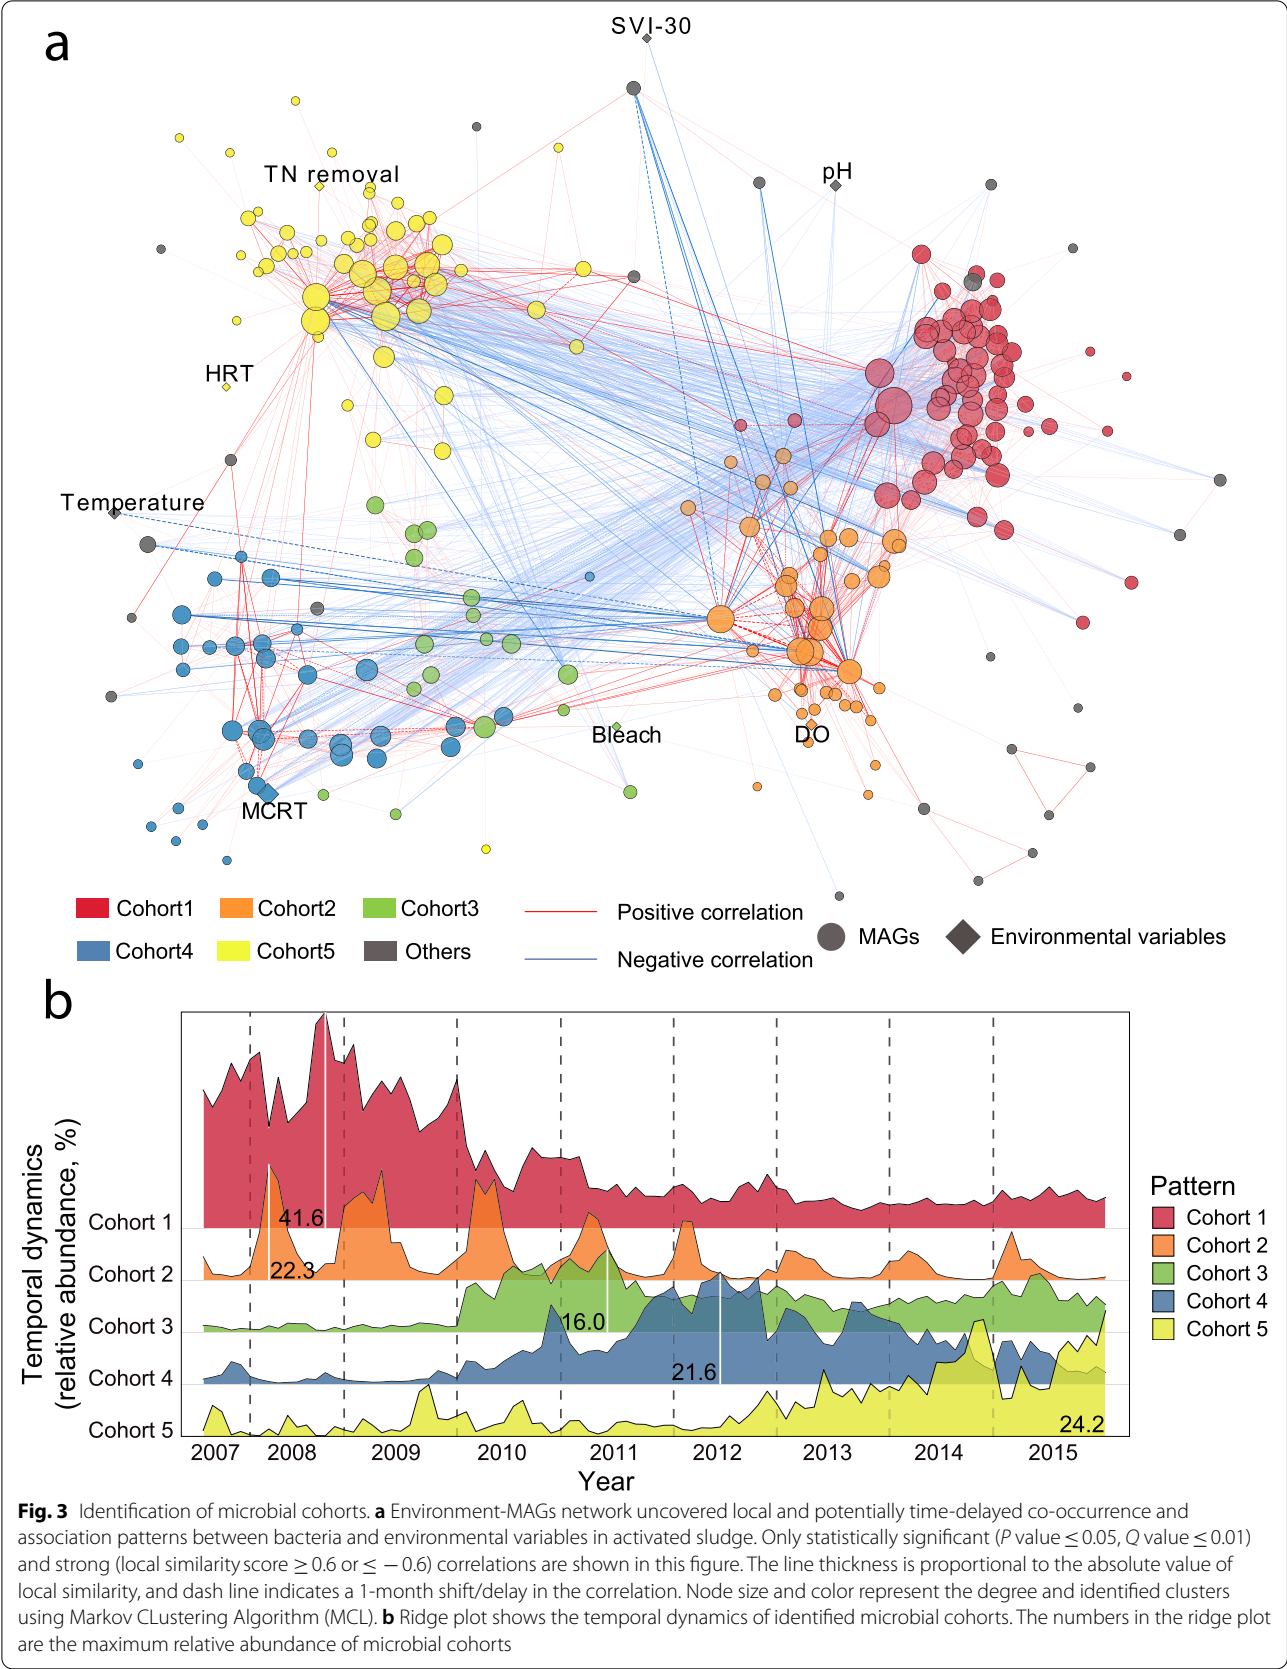 a
SVI-30
TN removal
pH
HRT
Temperature
Bleach
DO
MCRT
Cohort1
Cohort2
Cohort3
Positive correlation
MAGs
Environmental variables
Cohort4
Cohort5
Others
Negative correlation
b
Temporal dynamics
(relative abundance, %)
Cohort 1
41.6
Cohort 2
22.3
Cohort 3
16.0
Cohort 4
21.6
Cohort 5
24.2
2007 2008 2009 2010 2011 2012 2013 2014 2015
Year
Pattern
Cohort 1
Cohort 2
Cohort 3
Cohort 4
Cohort 5
Fig. 3 Identification of microbial cohorts. a Environment-MAGs network uncovered local and potentially time-delayed co-occurrence and
association patterns between bacteria and environmental variables in activated sludge. Only statistically significant (P value ≤ 0.05, Q value ≤ 0.01)
and strong (local similarity score ≥ 0.6 or ≤ −0.6) correlations are shown in this figure. The line thickness is proportional to the absolute value of
local similarity, and dash line indicates a 1-month shift/delay in the correlation. Node size and color represent the degree and identified clusters
using Markov CLustering Algorithm (MCL). b Ridge plot shows the temporal dynamics of identified microbial cohorts. The numbers in the ridge plot
are the maximum relative abundance of microbial cohorts